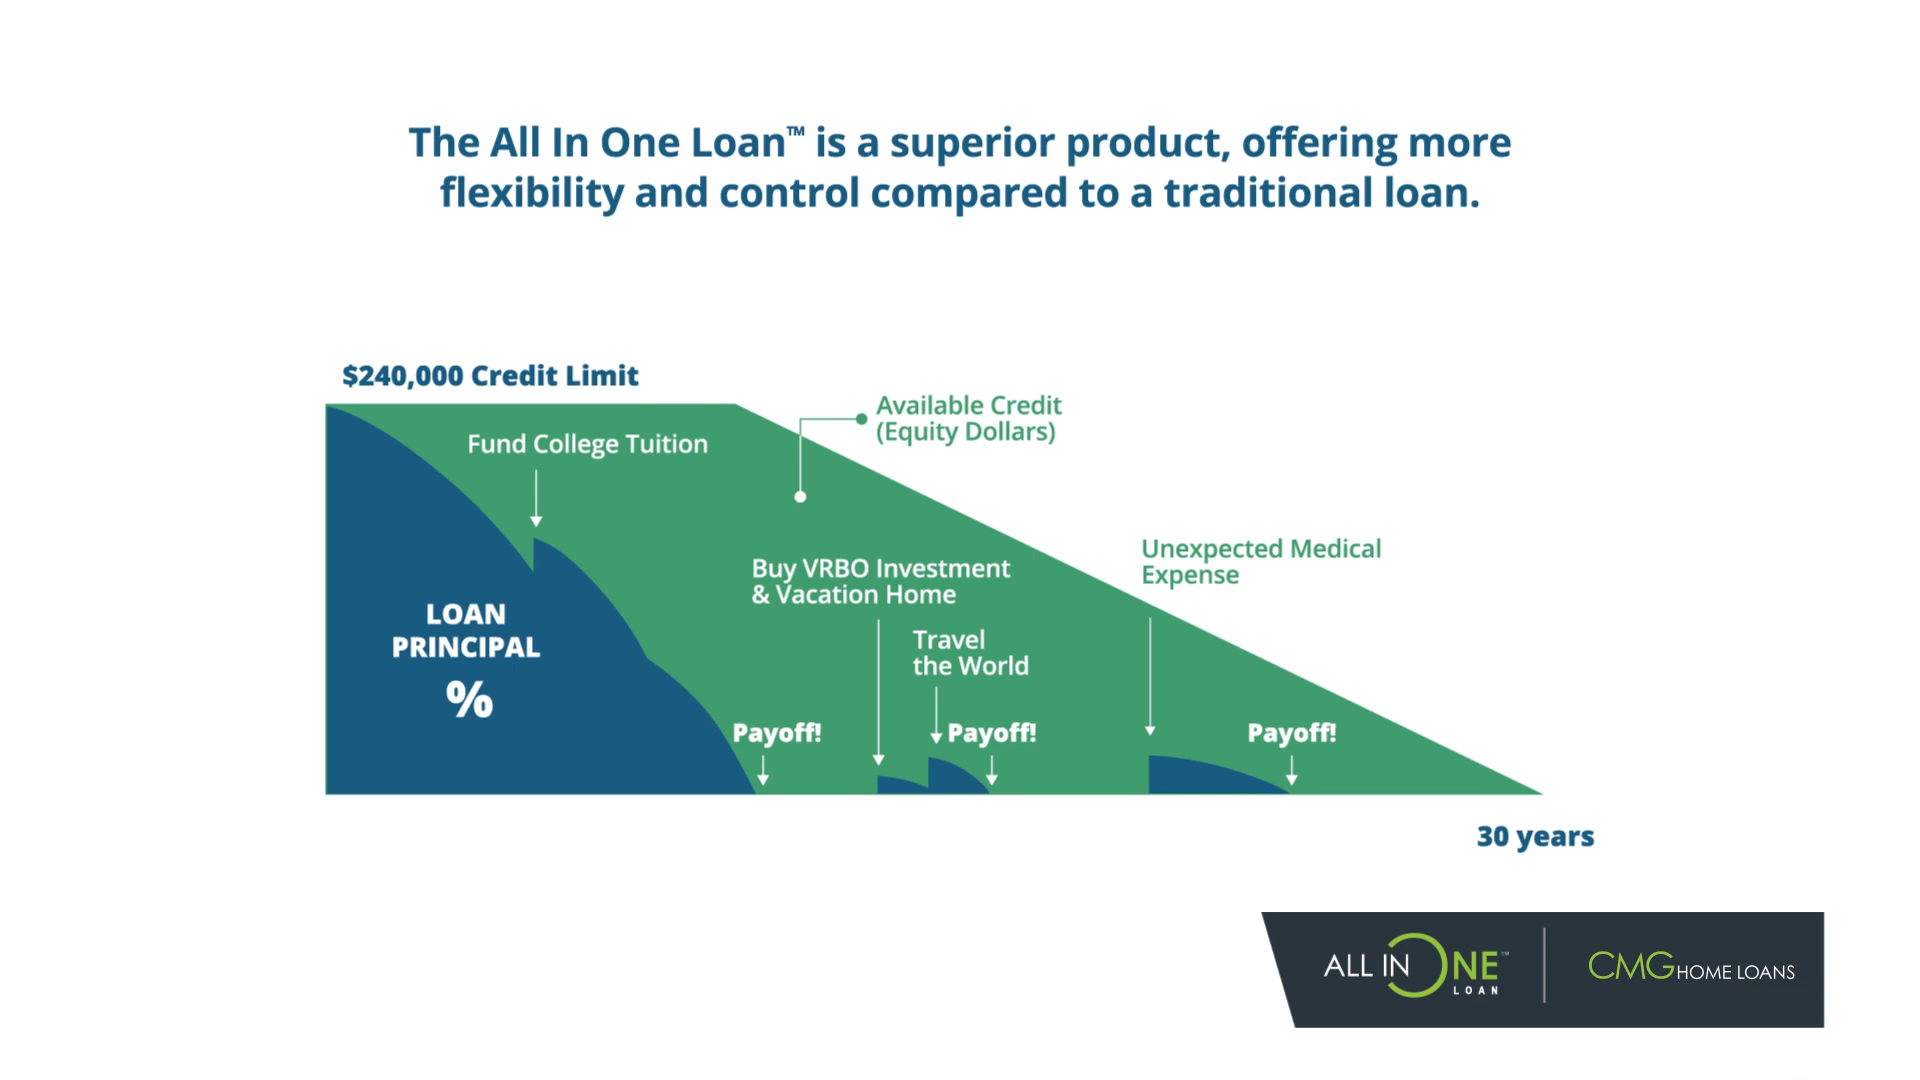 The All In One Loan™ is a superior product, offering more
flexibility and control compared to a traditional loan.
$240,000 Credit Limit
Available Credit
(Equity Dollars)
Fund College Tuition
Unexpected Medical
Expense
Buy VRBO Investment
& Vacation Home
LOAN
PRINCIPAL
%
Travel
the World
Payoff!
Payoff!
Payoff!
30 years
ALL IN ONE™
LOAN
CMG HOME LOANS